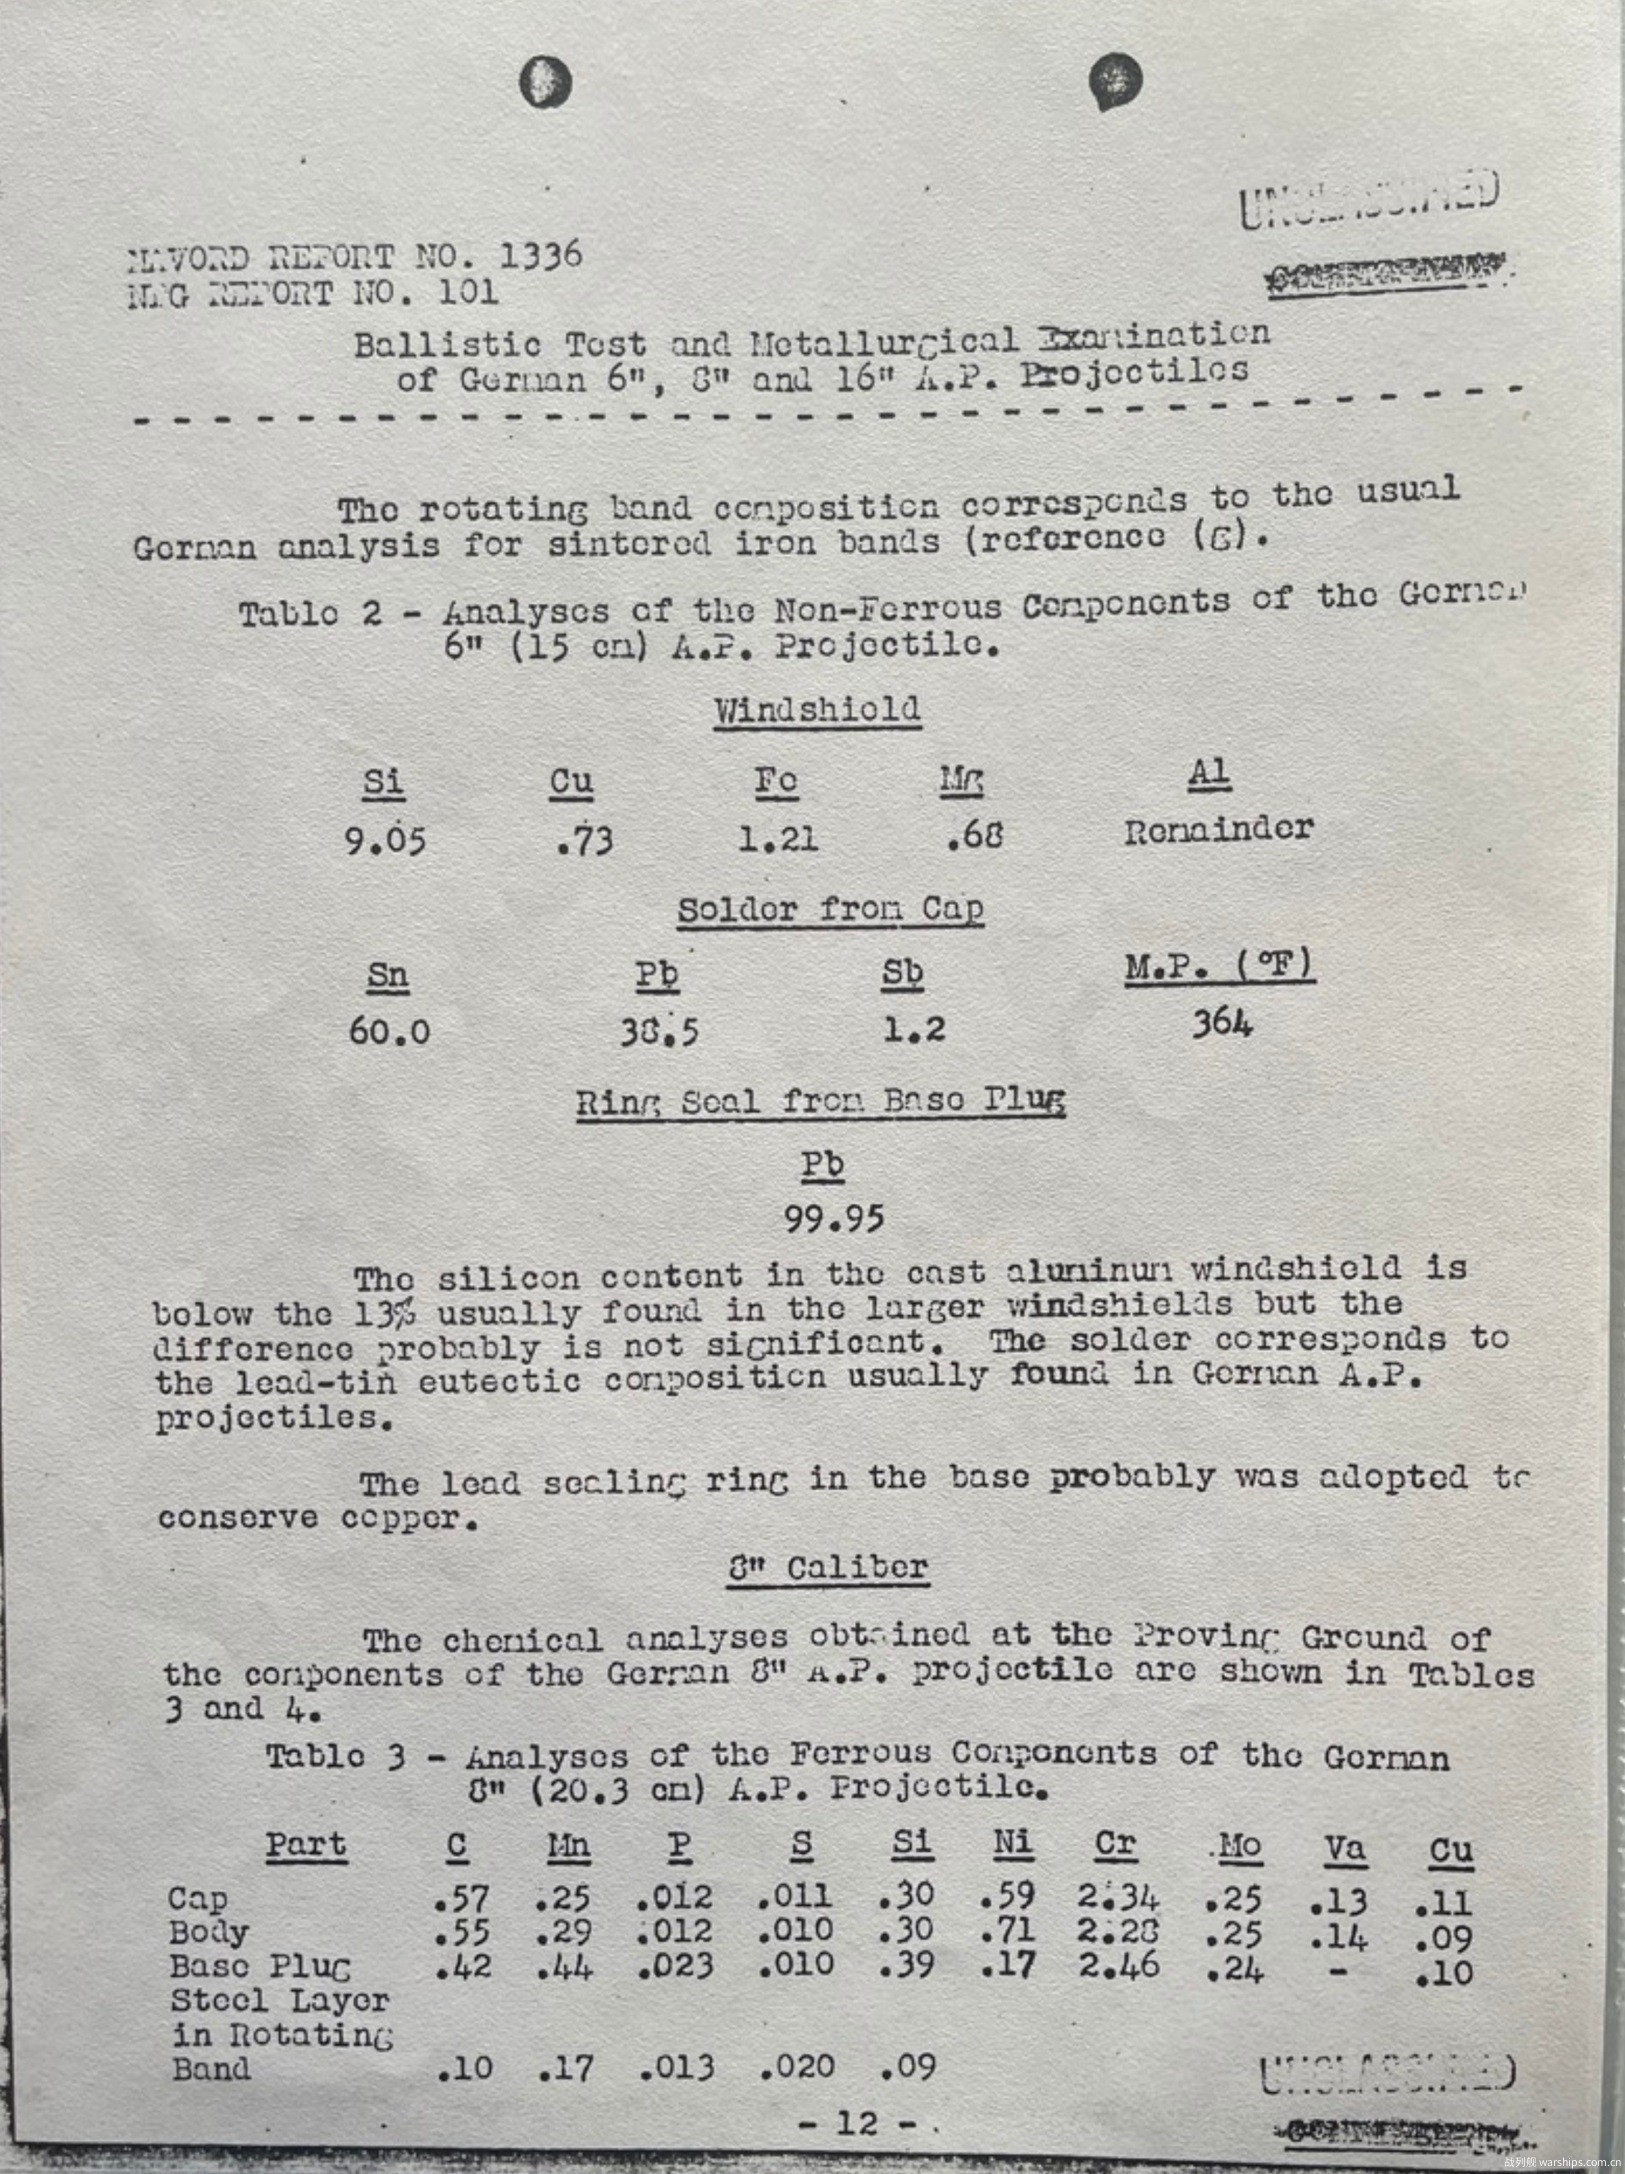 UNCLASSIFIED
NAVORD REPORT NO. 1336
CONFIDENTIAL
NPG REPORT NO. 101
Ballistic Test and Metallurgical Examination
of German 6", 8" and 16" A.P. Projectiles
- - - - - - - - - - - - - - - - - - - - - - - - - - - - - - - - - - -
The rotating band composition corresponds to the usual
German analysis for sintered iron bands (reference (g).
Table 2 - Analyses of the Non-Ferrous Components of the German
6" (15 cm) A.P. Projectile.
Windshield
Si Cu Fe Mg Al
9.05 .73 1.21 .68 Remainder
Solder from Cap
Sn Pb Sb M.P. (°F)
60.0 38.5 1.2 364
Ring Seal from Base Plug
Pb
99.95
The silicon content in the cast aluminum windshield is
below the 13% usually found in the larger windshields but the
difference probably is not significant. The solder corresponds to
the lead-tin eutectic composition usually found in German A.P.
projectiles.
The lead sealing ring in the base probably was adopted to
conserve copper.
8" Caliber
The chemical analyses obtained at the Proving Ground of
the components of the German 8" A.P. projectile are shown in Tables
3 and 4.
Table 3 - Analyses of the Ferrous Components of the German
8" (20.3 cm) A.P. Projectile.
Part C Mn P S Si Ni Cr Mo Va Cu
Cap .57 .25 .012 .011 .30 .59 2.34 .25 .13 .11
Body .55 .29 .012 .010 .30 .71 2.28 .25 .14 .09
Base Plug .42 .44 .023 .010 .39 .17 2.46 .24 - .10
Steel Layer
in Rotating
Band .10 .17 .013 .020 .09
UNCLASSIFIED
- 12 -
CONFIDENTIAL
战列舰 warships.com.cn